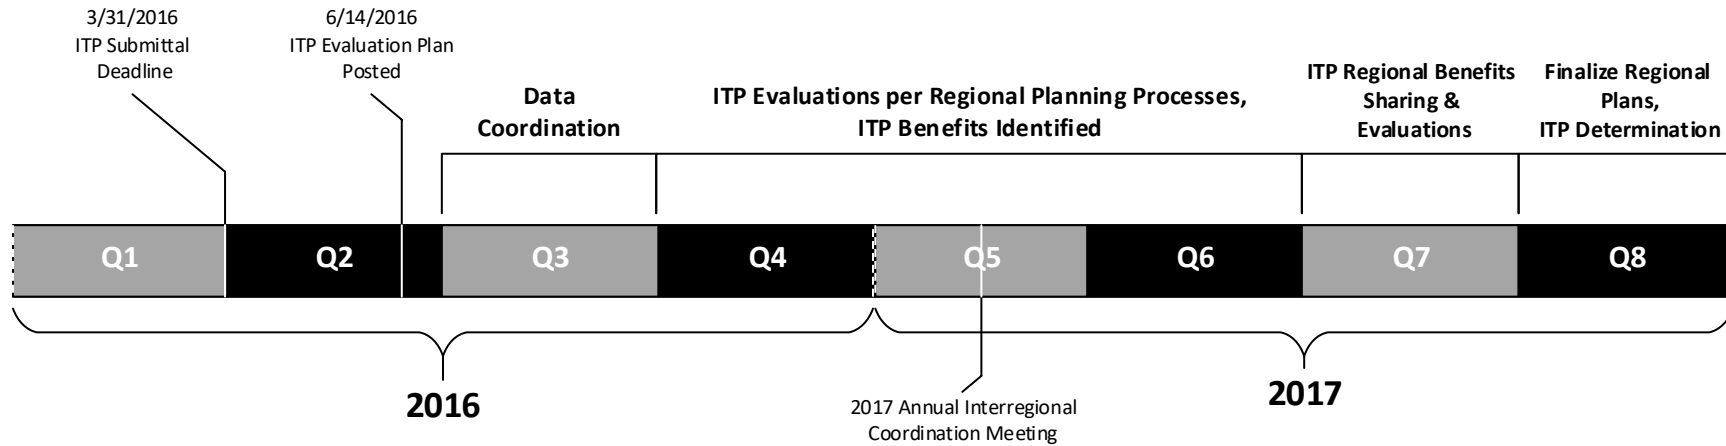 3/31/2016
ITP Submittal
Deadline
6/14/2016
ITP Evaluation Plan
Posted
Data
Coordination
ITP Evaluations per Regional Planning Processes,
ITP Benefits Identified
ITP Regional Benefits
Sharing &
Evaluations
Finalize Regional
Plans,
ITP Determination
Q1
Q2
Q3
Q4
Q5
Q6
Q7
Q8
2016
2017
2017 Annual Interregional
Coordination Meeting